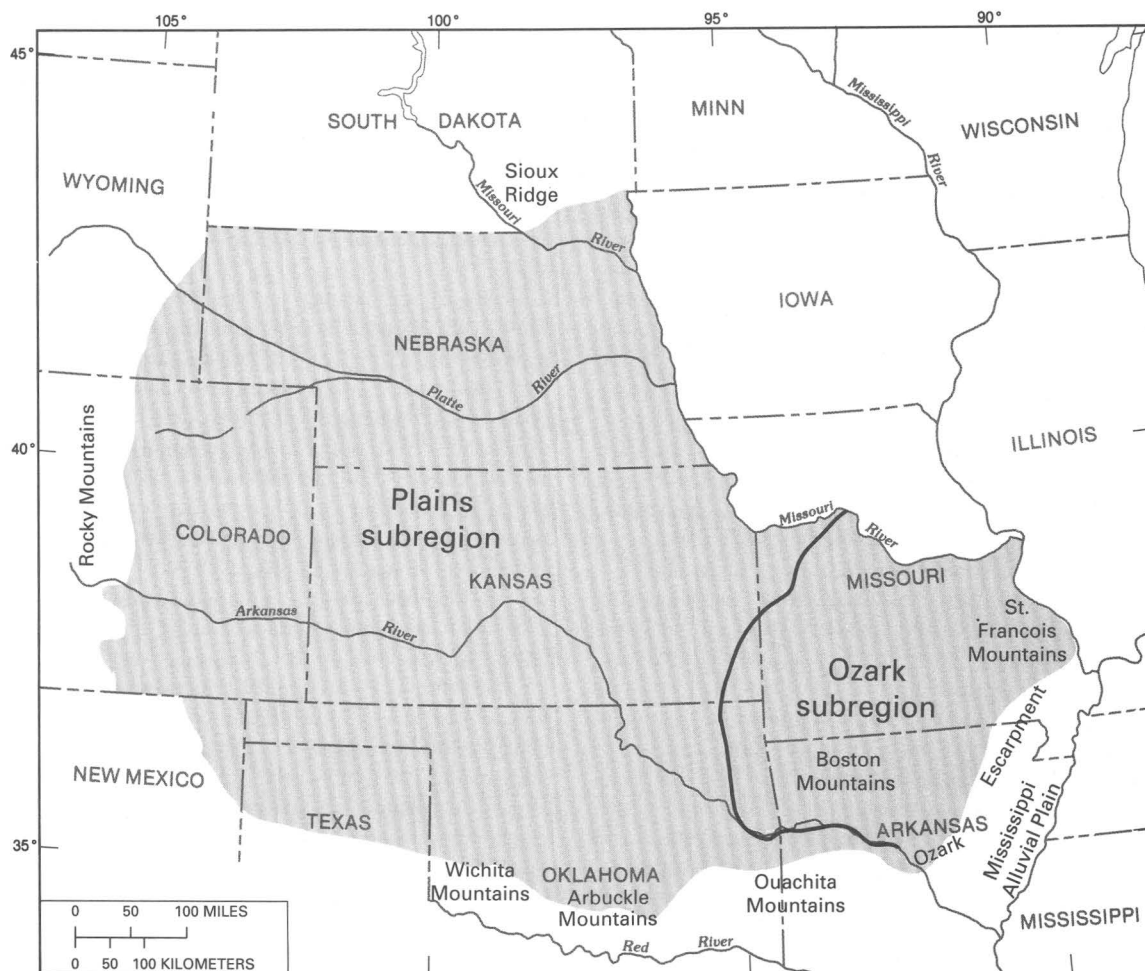 105°
100°
95°
90°
45°
SOUTH DAKOTA
MINN
Mississippi
River
WISCONSIN
WYOMING
Sioux
Ridge
Missouri
River
IOWA
NEBRASKA
Platte
River
40°
ILLINOIS
Rocky Mountains
Plains
subregion
COLORADO
KANSAS
Missouri
River
MISSOURI
St.
Francois
Mountains
Arkansas
River
Ozark
subregion
NEW MEXICO
TEXAS
Boston
Mountains
Escarpment
ARKANSAS
Ozark
Mississippi
Alluvial Plain
35°
Wichita
Mountains
OKLAHOMA
Arbuckle
Mountains
Ouachita
Mountains
MISSISSIPPI
Red River
0 50 100 MILES
0 50 100 KILOMETERS